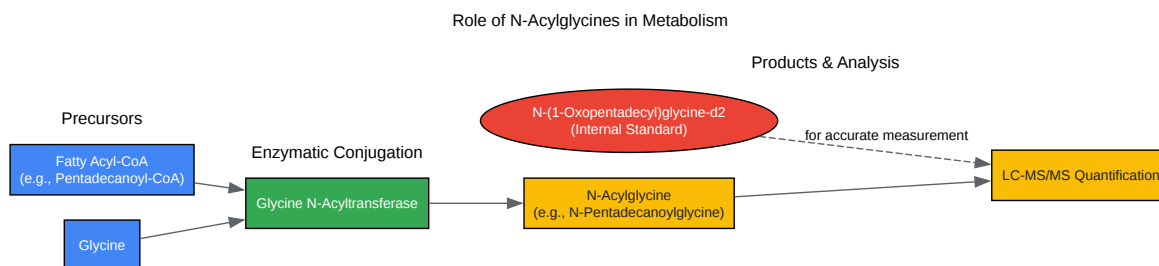 Role of N-Acylglycines in Metabolism
Products & Analysis
Precursors
Enzymatic Conjugation
N-(1-Oxopentadecyl)glycine-d2
(Internal Standard)
for accurate measurement
Fatty Acyl-CoA
(e.g., Pentadecanoyl-CoA)
Glycine
Glycine N-Acyltransferase
N-Acylglycine
(e.g., N-Pentadecanoylglycine)
LC-MS/MS Quantification